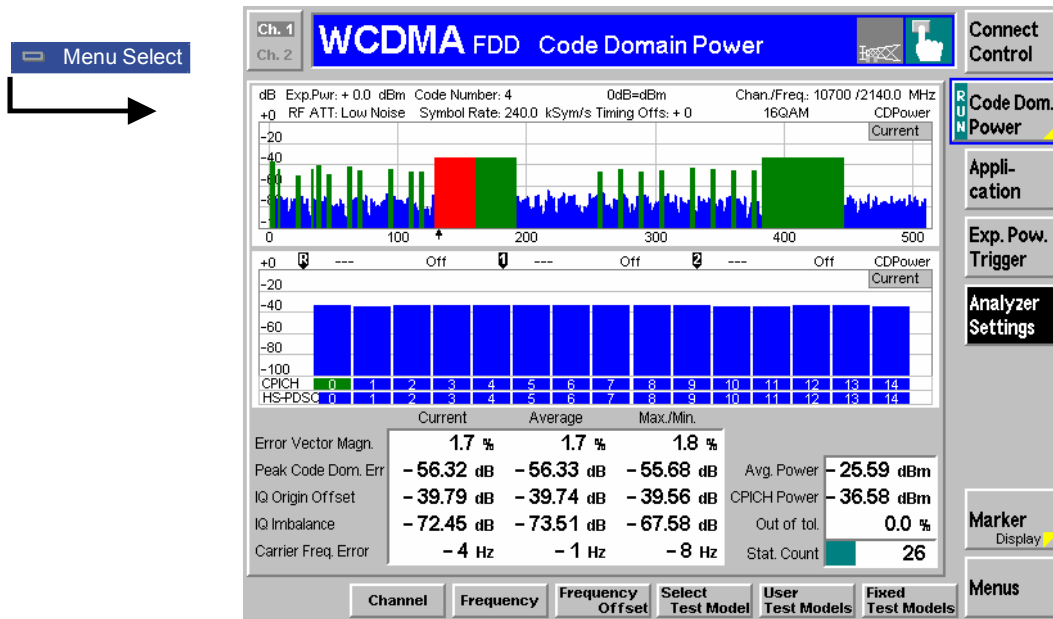 Menu Select
Ch. 1
Ch. 2
WCDMA FDD Code Domain Power
Connect Control
dB Exp.Pwr: + 0.0 dBm Code Number: 4 0dB=dBm Chan./Freq.: 10700 /2140.0 MHz
+0 RF ATT: Low Noise Symbol Rate: 240.0 kSym/s Timing Offs: + 0 16QAM CDPower
Current
-20
-40
-60
0 100 200 300 400 500
RUN
Code Dom. Power
Appli-
cation
Exp. Pow.
Trigger
Analyzer
Settings
+0 R --- Off 1 --- Off 2 --- Off CDPower
Current
-20
-40
-60
-80
-100
CPICH 0 1 2 3 4 5 6 7 8 9 10 11 12 13 14
HS-PDSC 0 1 2 3 4 5 6 7 8 9 10 11 12 13 14
Current Average Max./Min.
Error Vector Magn. 1.7 % 1.7 % 1.8 %
Peak Code Dom. Err – 56.32 dB – 56.33 dB – 55.68 dB Avg. Power – 25.59 dBm
IQ Origin Offset – 39.79 dB – 39.74 dB – 39.56 dB CPICH Power – 36.58 dBm
IQ Imbalance – 72.45 dB – 73.51 dB – 67.58 dB Out of tol. 0.0 %
Carrier Freq. Error – 4 Hz – 1 Hz – 8 Hz Stat. Count 26
Marker
Display
Menus
Channel
Frequency
Frequency
Offset
Select
Test Model
User
Test Models
Fixed
Test Models